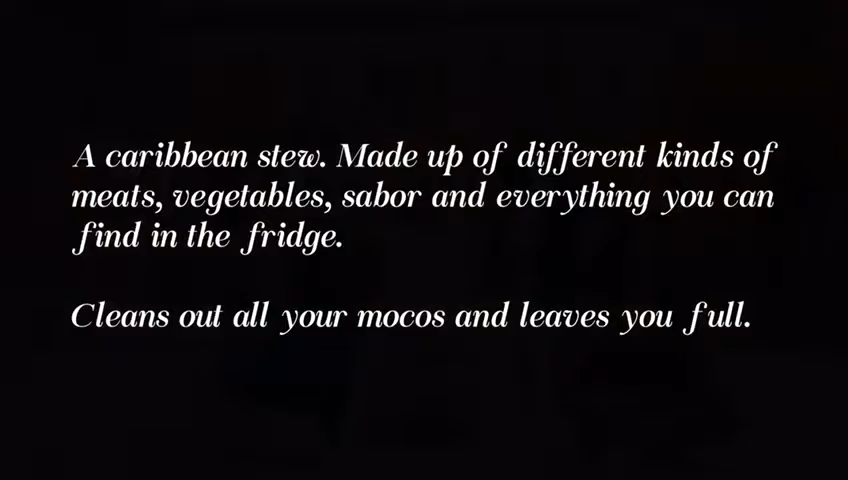 A caribbean stew. Made up of different kinds of
meats, vegetables, sabor and everything you can
find in the fridge.
Cleans out all your mocos and leaves you full.